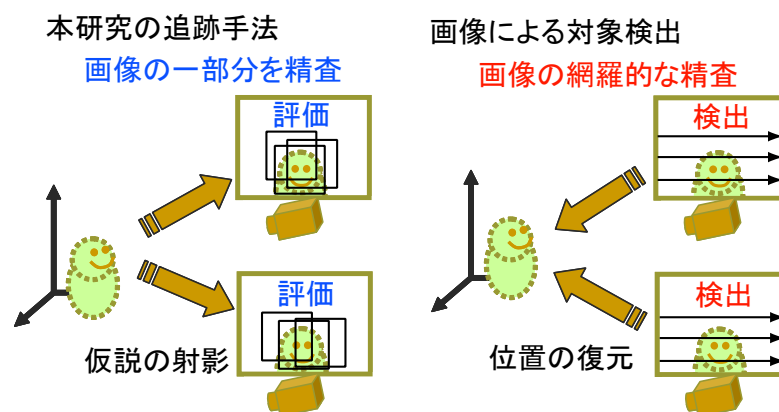 本研究の追跡手法
画像の一部分を精査
評価
評価
仮説の射影
画像による対象検出
画像の網羅的な精査
検出
検出
位置の復元